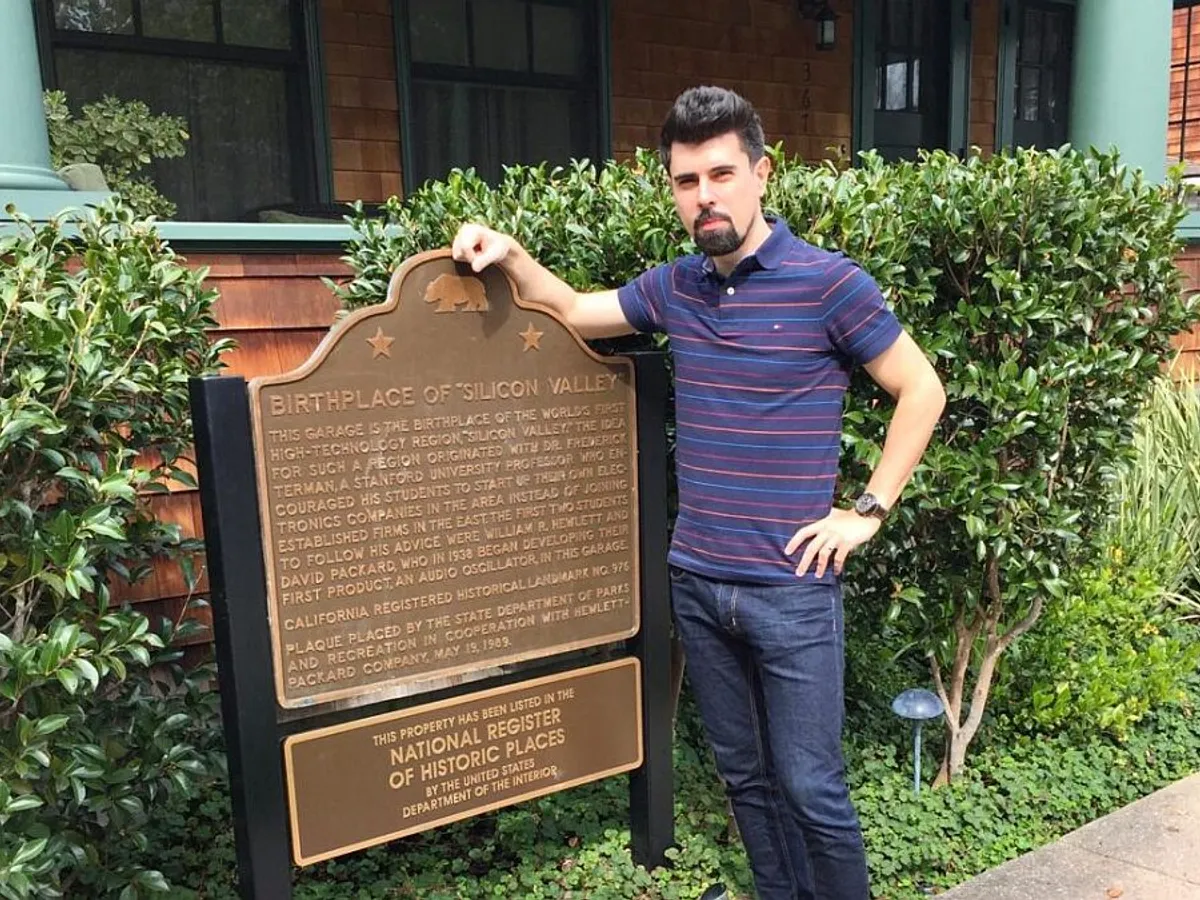 367
BIRTHPLACE OF "SILICON VALLEY"
THIS GARAGE IS THE BIRTHPLACE OF THE WORLD'S FIRST
HIGH-TECHNOLOGY REGION, "SILICON VALLEY." THE IDEA
FOR SUCH A REGION ORIGINATED WITH DR. FREDERICK
TERMAN, A STANFORD UNIVERSITY PROFESSOR WHO EN-
COURAGED HIS STUDENTS TO START UP THEIR OWN ELEC-
TRONICS COMPANIES IN THE AREA INSTEAD OF JOINING
ESTABLISHED FIRMS IN THE EAST. THE FIRST TWO STUDENTS
TO FOLLOW HIS ADVICE WERE WILLIAM R. HEWLETT AND
DAVID PACKARD, WHO IN 1938 BEGAN DEVELOPING THEIR
FIRST PRODUCT, AN AUDIO OSCILLATOR, IN THIS GARAGE.
CALIFORNIA REGISTERED HISTORICAL LANDMARK NO. 976
PLAQUE PLACED BY THE STATE DEPARTMENT OF PARKS
AND RECREATION IN COOPERATION WITH HEWLETT-
PACKARD COMPANY, MAY 19, 1989.
THIS PROPERTY HAS BEEN LISTED IN THE
NATIONAL REGISTER
OF HISTORIC PLACES
BY THE UNITED STATES
DEPARTMENT OF THE INTERIOR